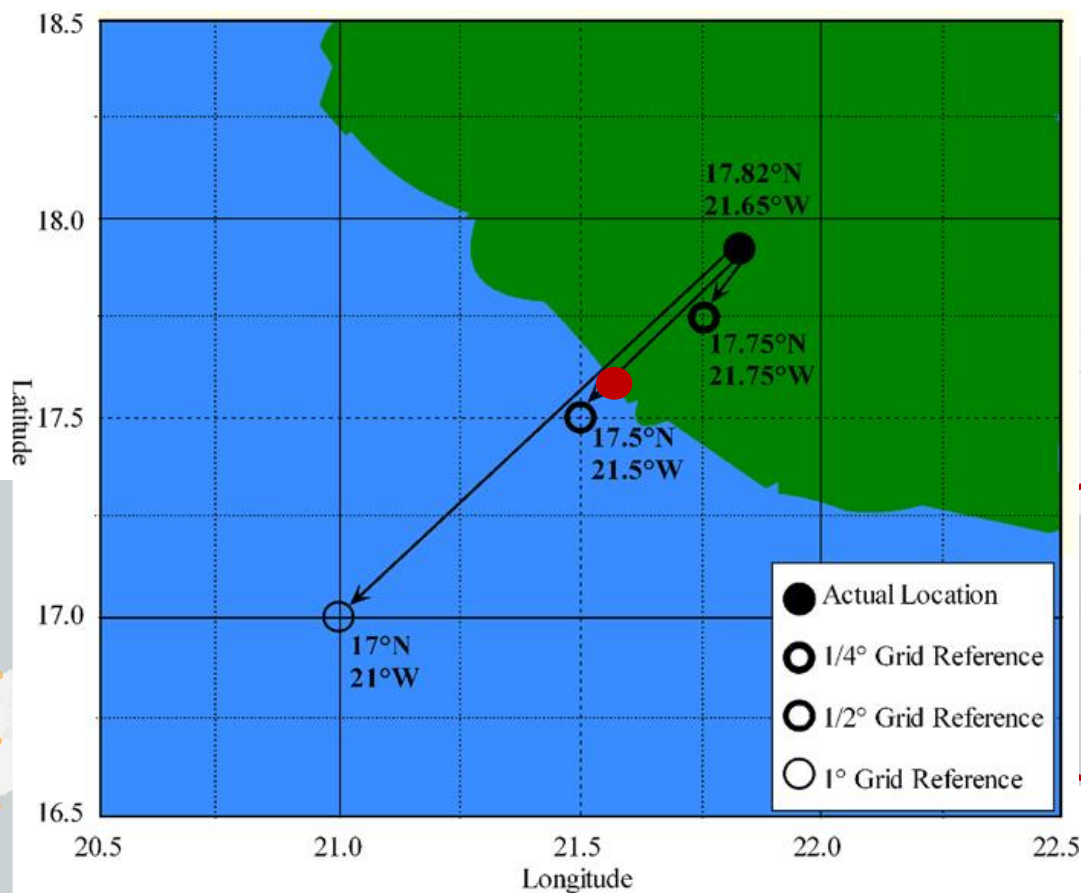 18.5
18.0
17.5
17.0
16.5
Latitude
17.82°N
21.65°W
17.75°N
21.75°W
17.5°N
21.5°W
17°N
21°W
Actual Location
1/4° Grid Reference
1/2° Grid Reference
1° Grid Reference
20.5
21.0
21.5
22.0
22.5
Longitude